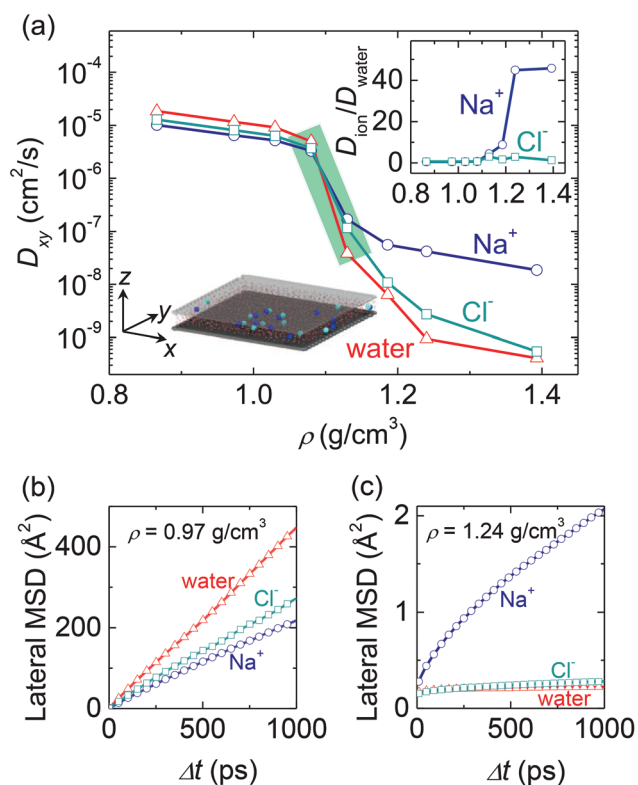 (a)
10⁻⁴
10⁻⁵
10⁻⁶
10⁻⁷
10⁻⁸
10⁻⁹
D_xy (cm²/s)
0.8 1.0 1.2 1.4
ρ (g/cm³)
Na⁺
Cl⁻
water
z
y
x
D_ion/D_water
40
20
0
0.8 1.0 1.2 1.4
Na⁺
Cl⁻
(b)
ρ = 0.97 g/cm³
400
200
0
Lateral MSD (Å²)
water
Cl⁻
Na⁺
0 500 1000
Δt (ps)
(c)
ρ = 1.24 g/cm³
2
1
0
Lateral MSD (Å²)
Na⁺
Cl⁻
water
0 500 1000
Δt (ps)